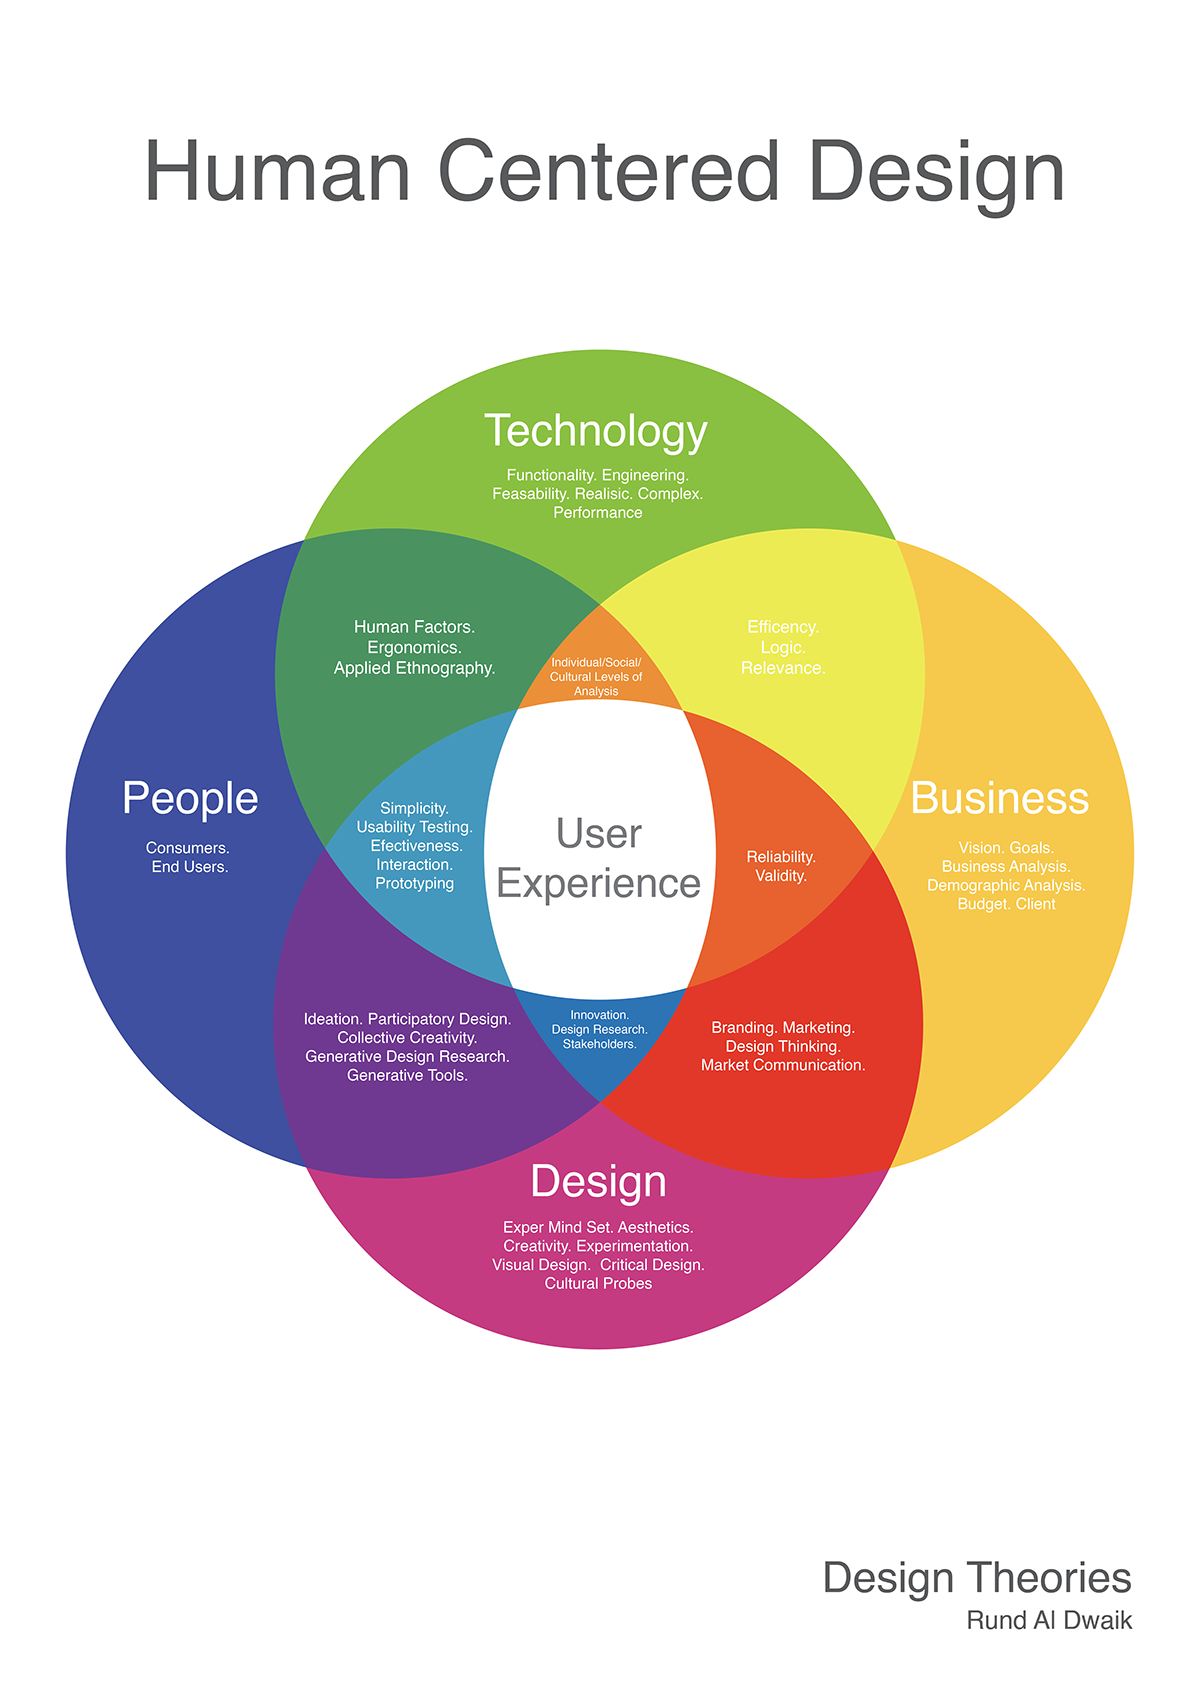 Human Centered Design
Technology
Functionality. Engineering.
Feasability. Realisic. Complex.
Performance
Human Factors.
Ergonomics.
Applied Ethnography.
Individual/Social/
Cultural Levels of
Analysis
Efficency.
Logic.
Relevance.
People
Consumers.
End Users.
Simplicity.
Usability Testing.
Efectiveness.
Interaction.
Prototyping
User
Experience
Reliability.
Validity.
Business
Vision. Goals.
Business Analysis.
Demographic Analysis.
Budget. Client
Ideation. Participatory Design.
Collective Creativity.
Generative Design Research.
Generative Tools.
Innovation.
Design Research.
Stakeholders.
Branding. Marketing.
Design Thinking.
Market Communication.
Design
Exper Mind Set. Aesthetics.
Creativity. Experimentation.
Visual Design. Critical Design.
Cultural Probes
Design Theories
Rund Al Dwaik